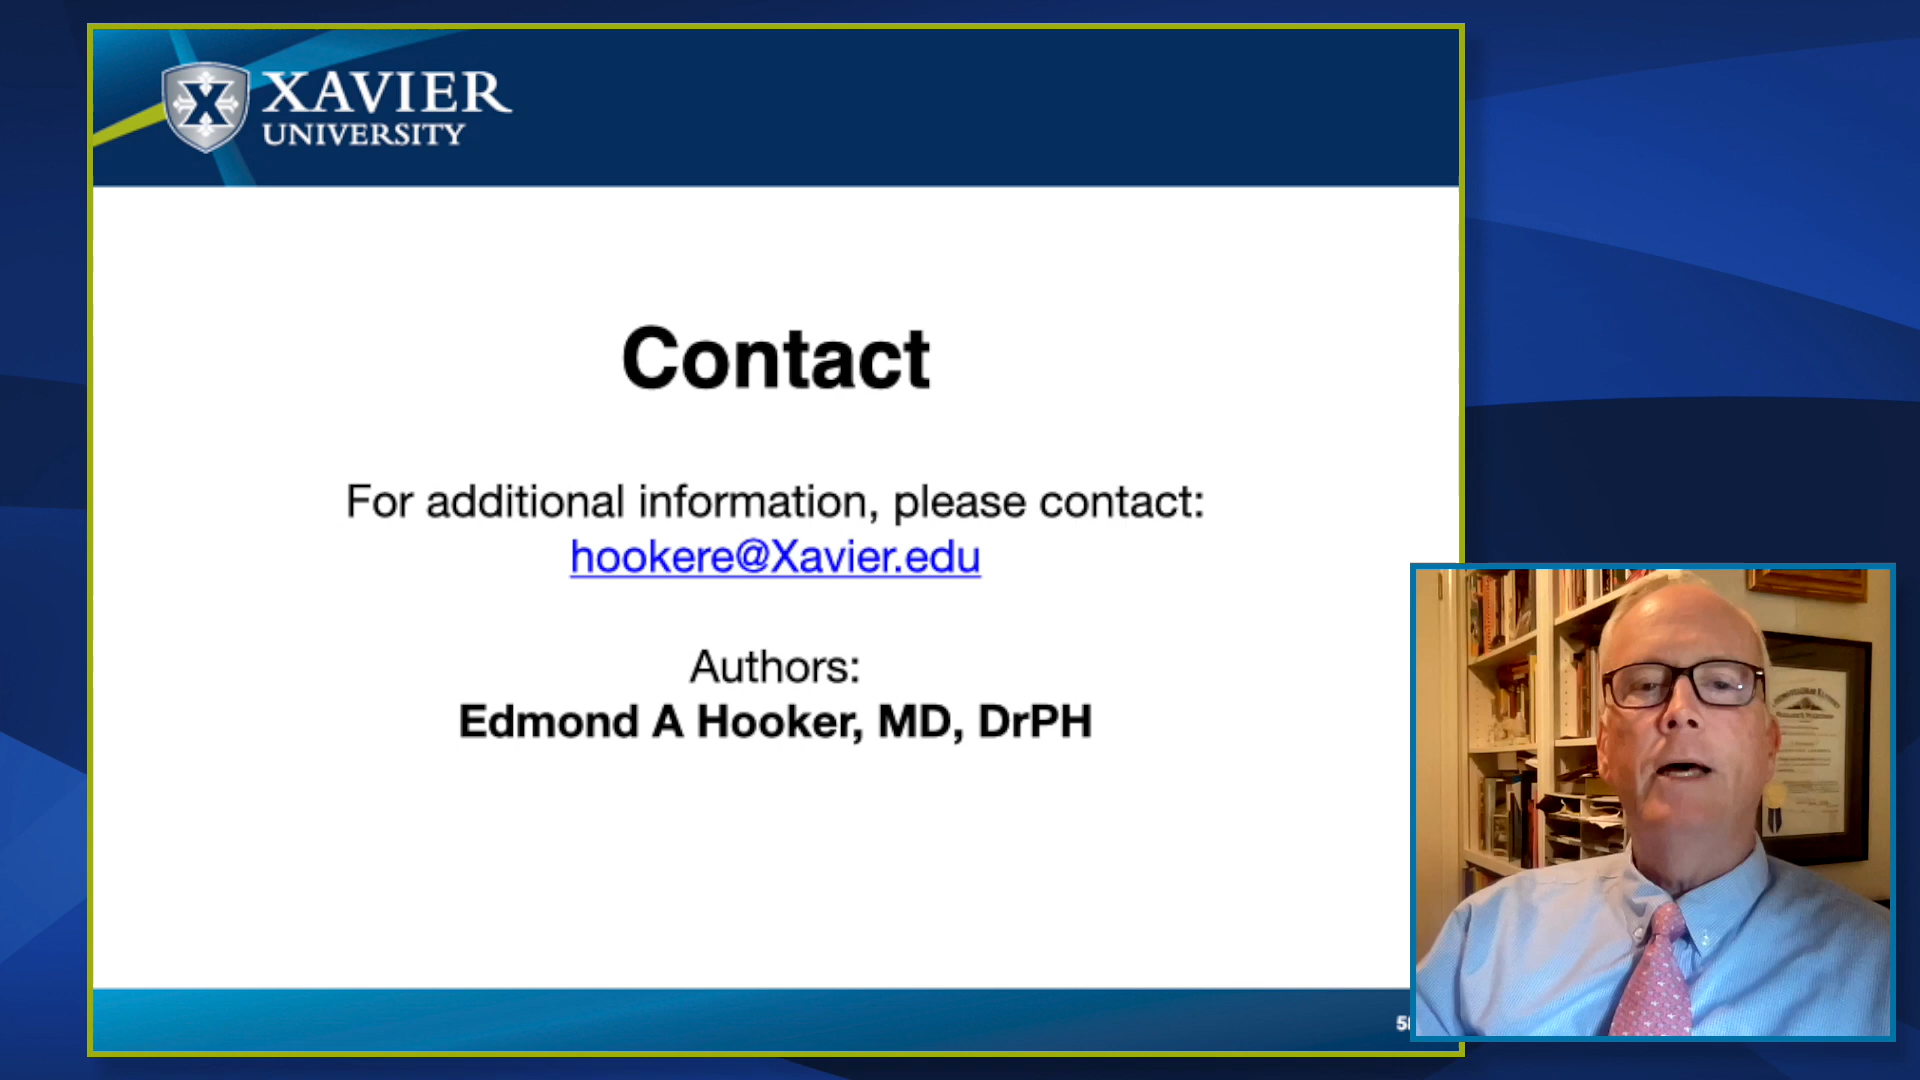 XAVIER
UNIVERSITY
Contact
For additional information, please contact:
hookere@Xavier.edu
Authors:
Edmond A Hooker, MD, DrPH